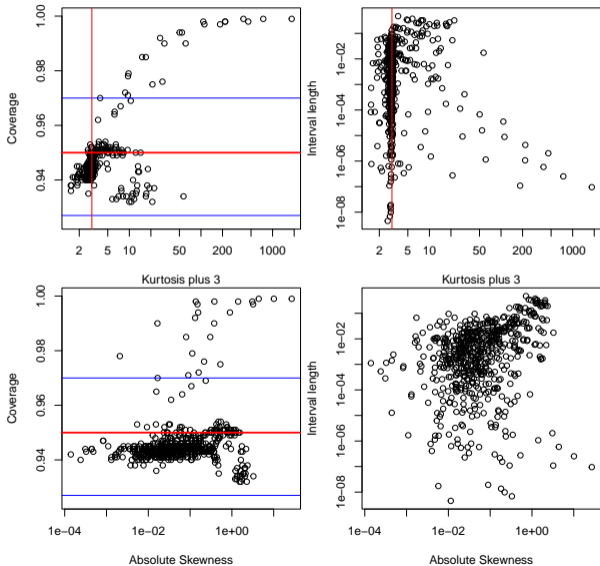 Coverage
1.00
0.98
0.96
0.94
2 5 10 50 200 1000
Kurtosis plus 3
Interval length
1e−02
1e−04
1e−06
1e−08
2 5 10 50 200 1000
Kurtosis plus 3
Coverage
1.00
0.98
0.96
0.94
1e−04 1e−02 1e+00
Absolute Skewness
Interval length
1e−02
1e−04
1e−06
1e−08
1e−04 1e−02 1e+00
Absolute Skewness